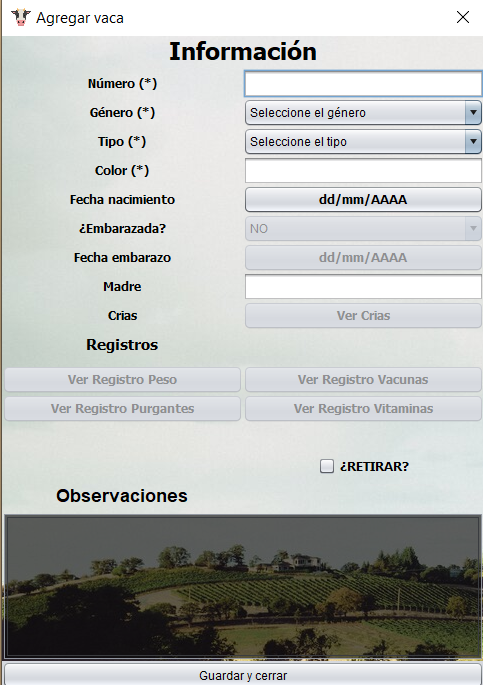 Agregar vaca
Información
Número (*)
Género (*) Seleccione el género
Tipo (*) Seleccione el tipo
Color (*)
Fecha nacimiento dd/mm/AAAA
¿Embarazada? NO
Fecha embarazo dd/mm/AAAA
Madre
Crias Ver Crias
Registros
Ver Registro Peso Ver Registro Vacunas
Ver Registro Purgantes Ver Registro Vitaminas
¿RETIRAR?
Observaciones
Guardar y cerrar